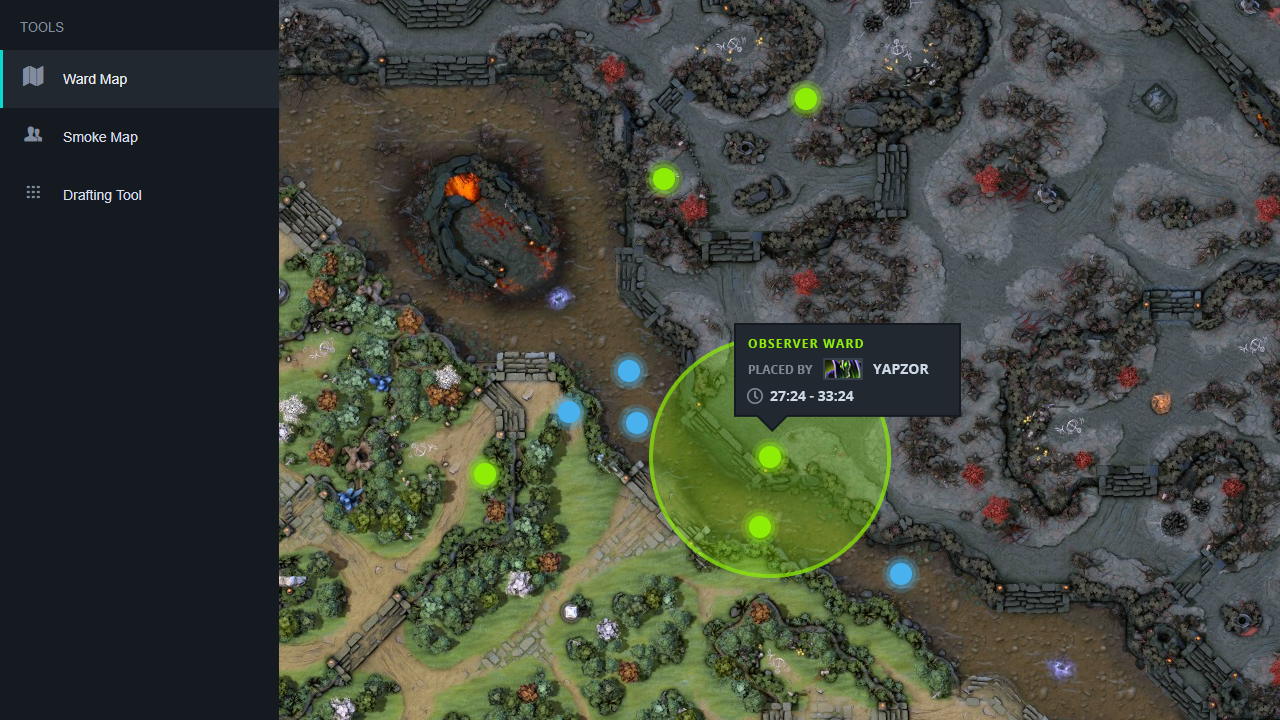 TOOLS
Ward Map
Smoke Map
Drafting Tool
OBSERVER WARD
PLACED BY YAPZOR
27:24 - 33:24